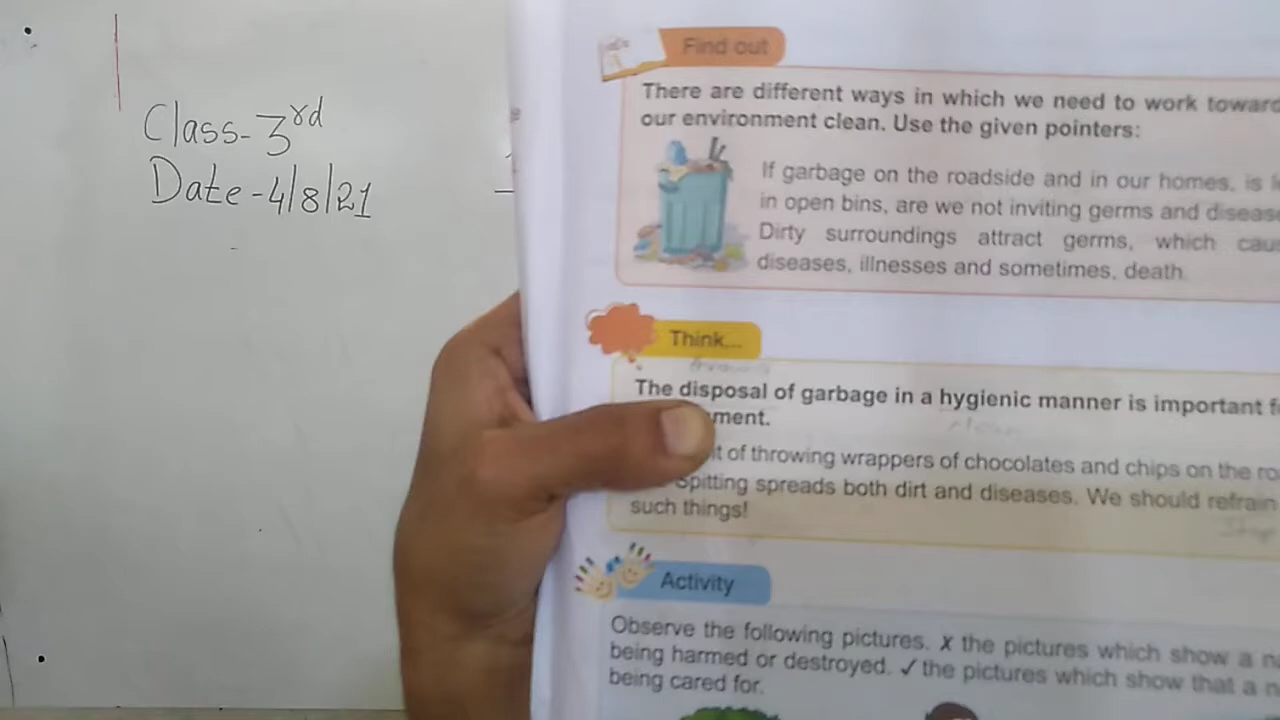 Class-3rd
Date-4/8/21
Find out
There are different ways in which we need to work
our environment clean. Use the given pointers:
If garbage on the roadside and in our homes, is
in open bins, are we not inviting germs and
Dirty surroundings attract germs, which
diseases, illnesses and sometimes, death.
Think...
The disposal of garbage in a hygienic manner is important
of throwing wrappers of chocolates and chips on the
Spitting spreads both dirt and diseases. We should refrain
such things!
Activity
Observe the following pictures. ✗ the pictures which show a
being harmed or destroyed. ✓ the pictures which show that a
being cared for.